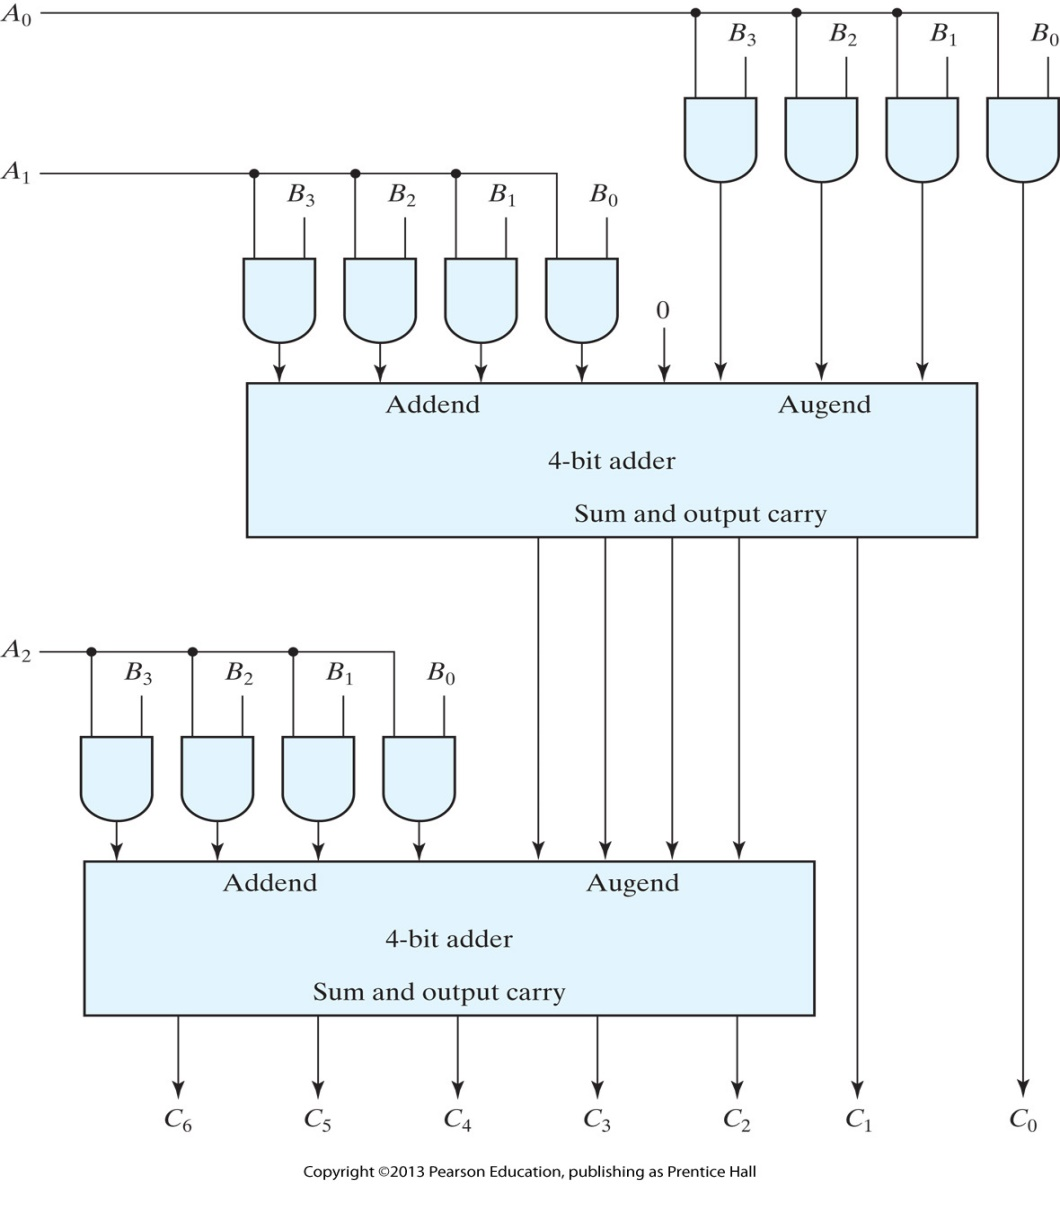 A₀
B₃ B₂ B₁ B₀
A₁
B₃ B₂ B₁ B₀
0
Addend Augend
4-bit adder
Sum and output carry
A₂
B₃ B₂ B₁ B₀
Addend Augend
4-bit adder
Sum and output carry
C₆ C₅ C₄ C₃ C₂ C₁ C₀
Copyright ©2013 Pearson Education, publishing as Prentice Hall